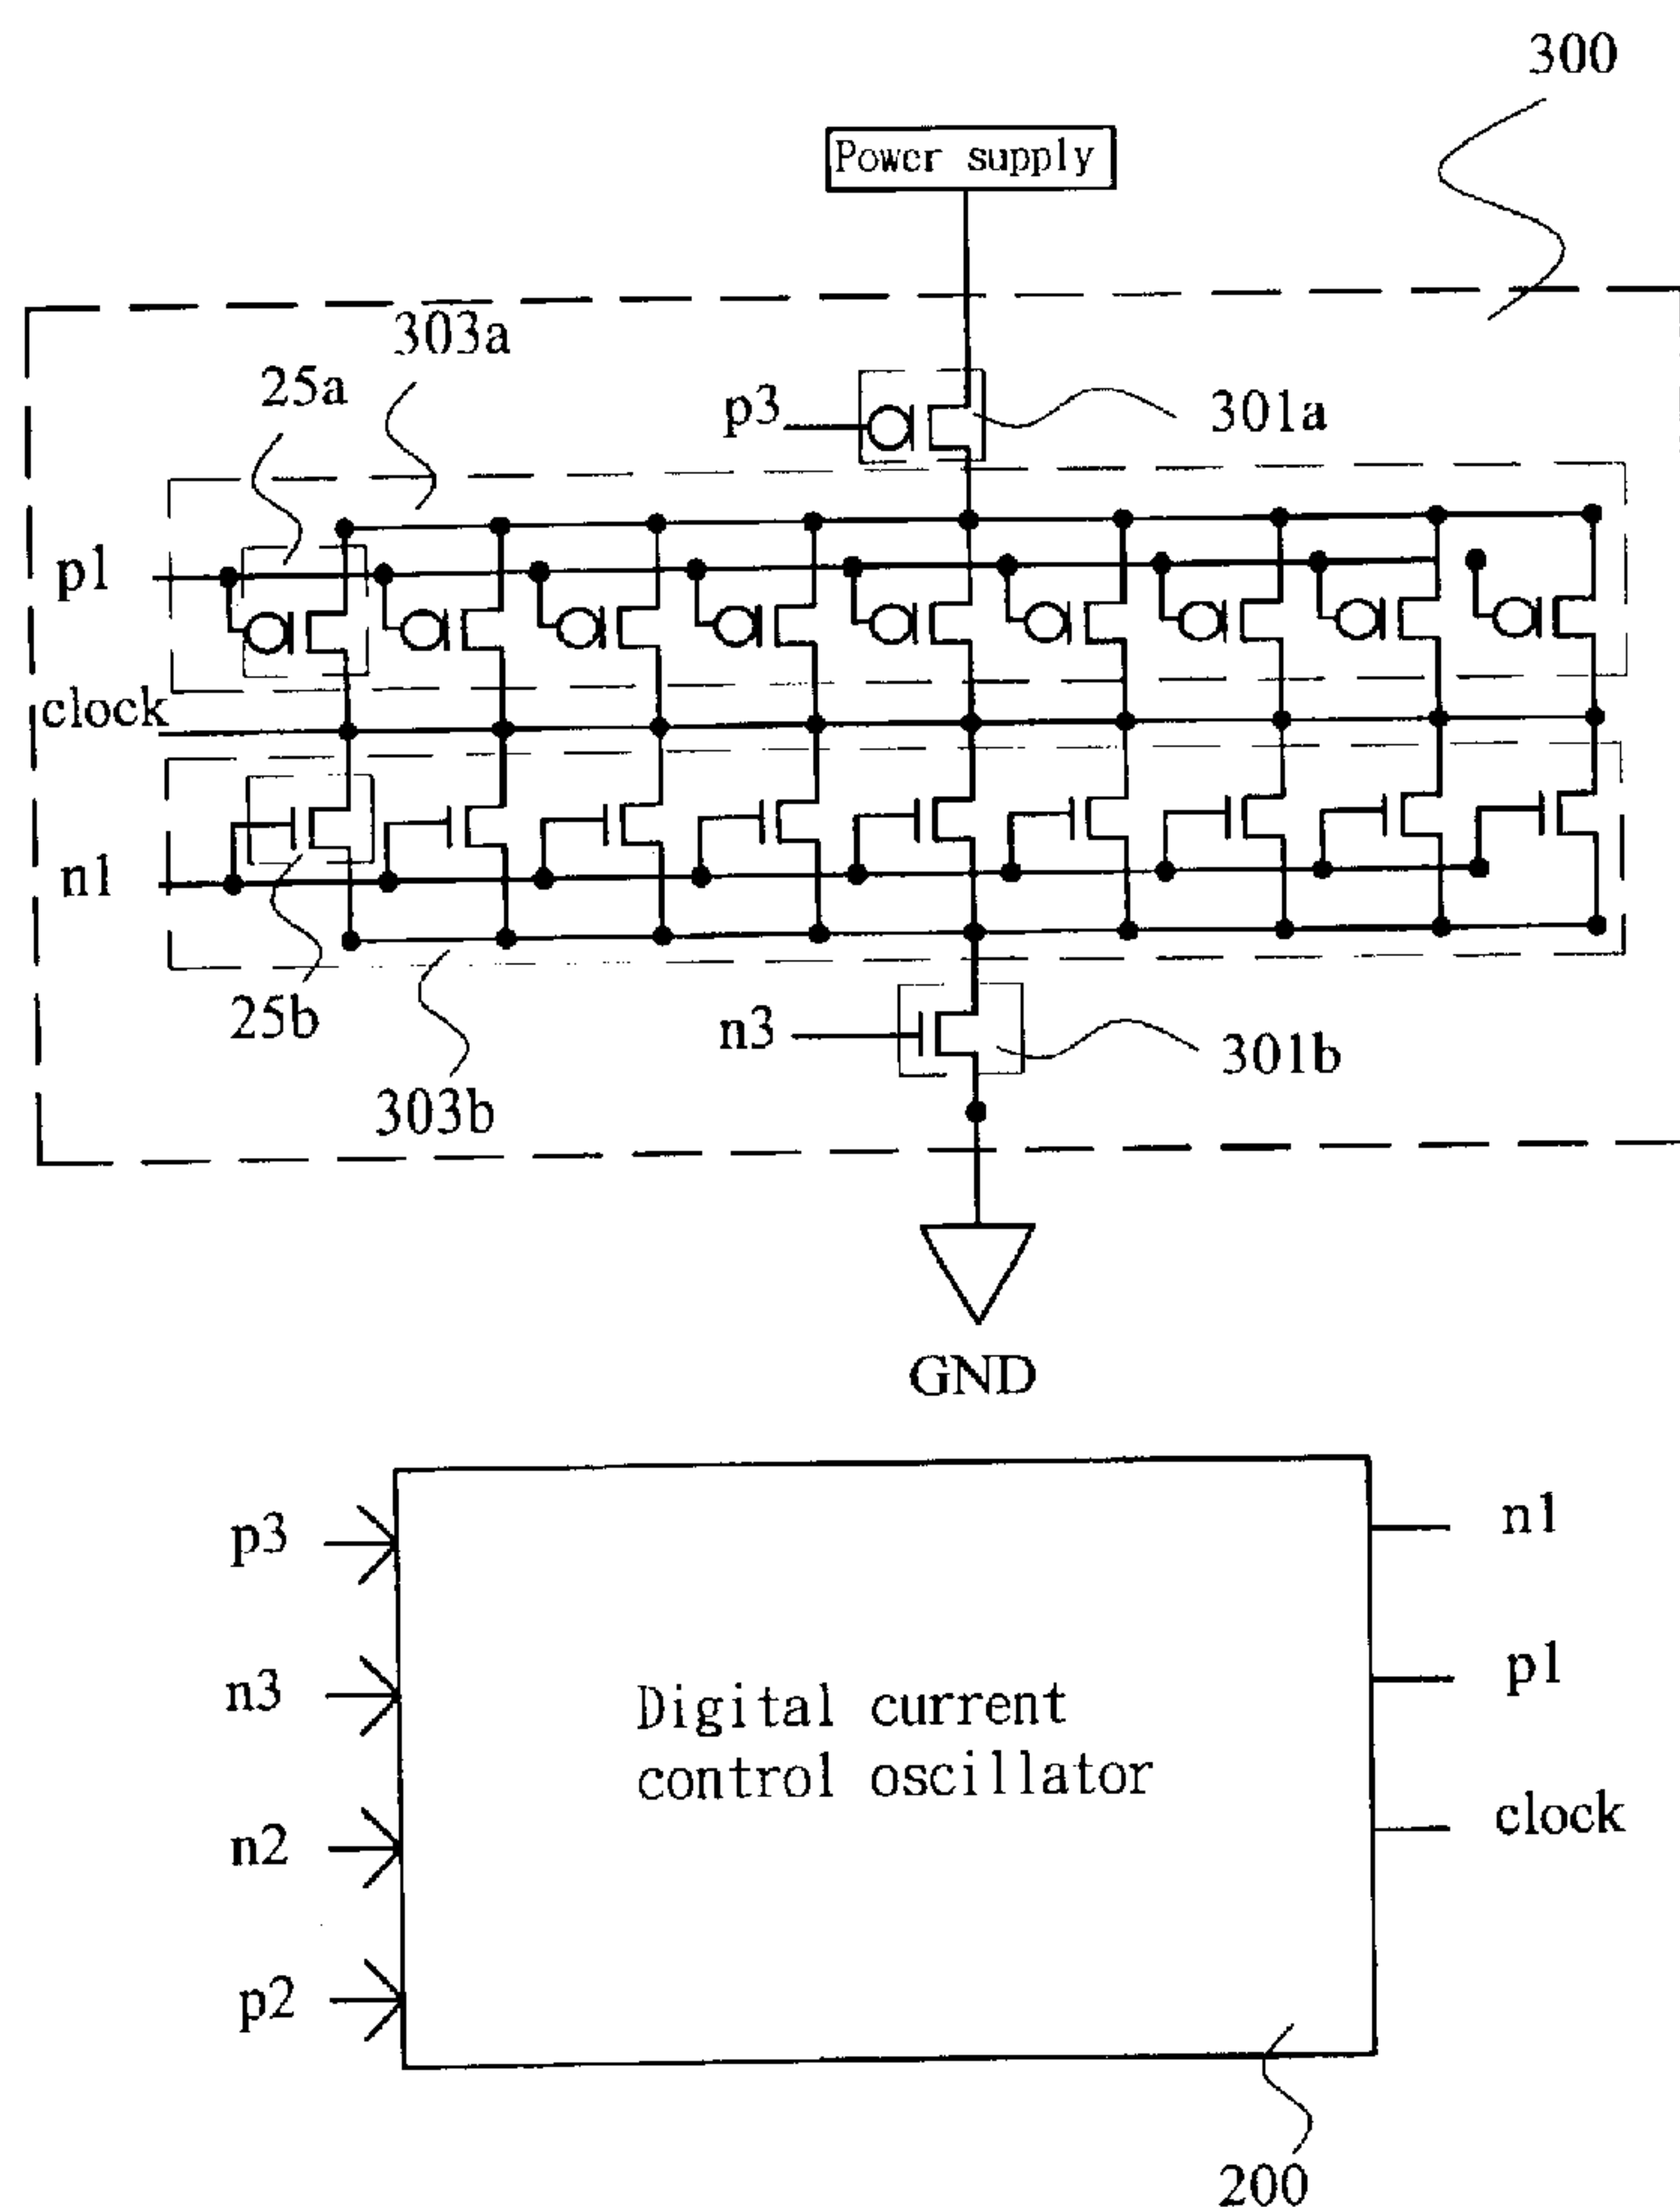 300
Power supply
303a
25a
p3
301a
p1
clock
n1
25b
n3
301b
303b
GND
p3
n1
n3
p1
Digital current
control oscillator
n2
clock
p2
200